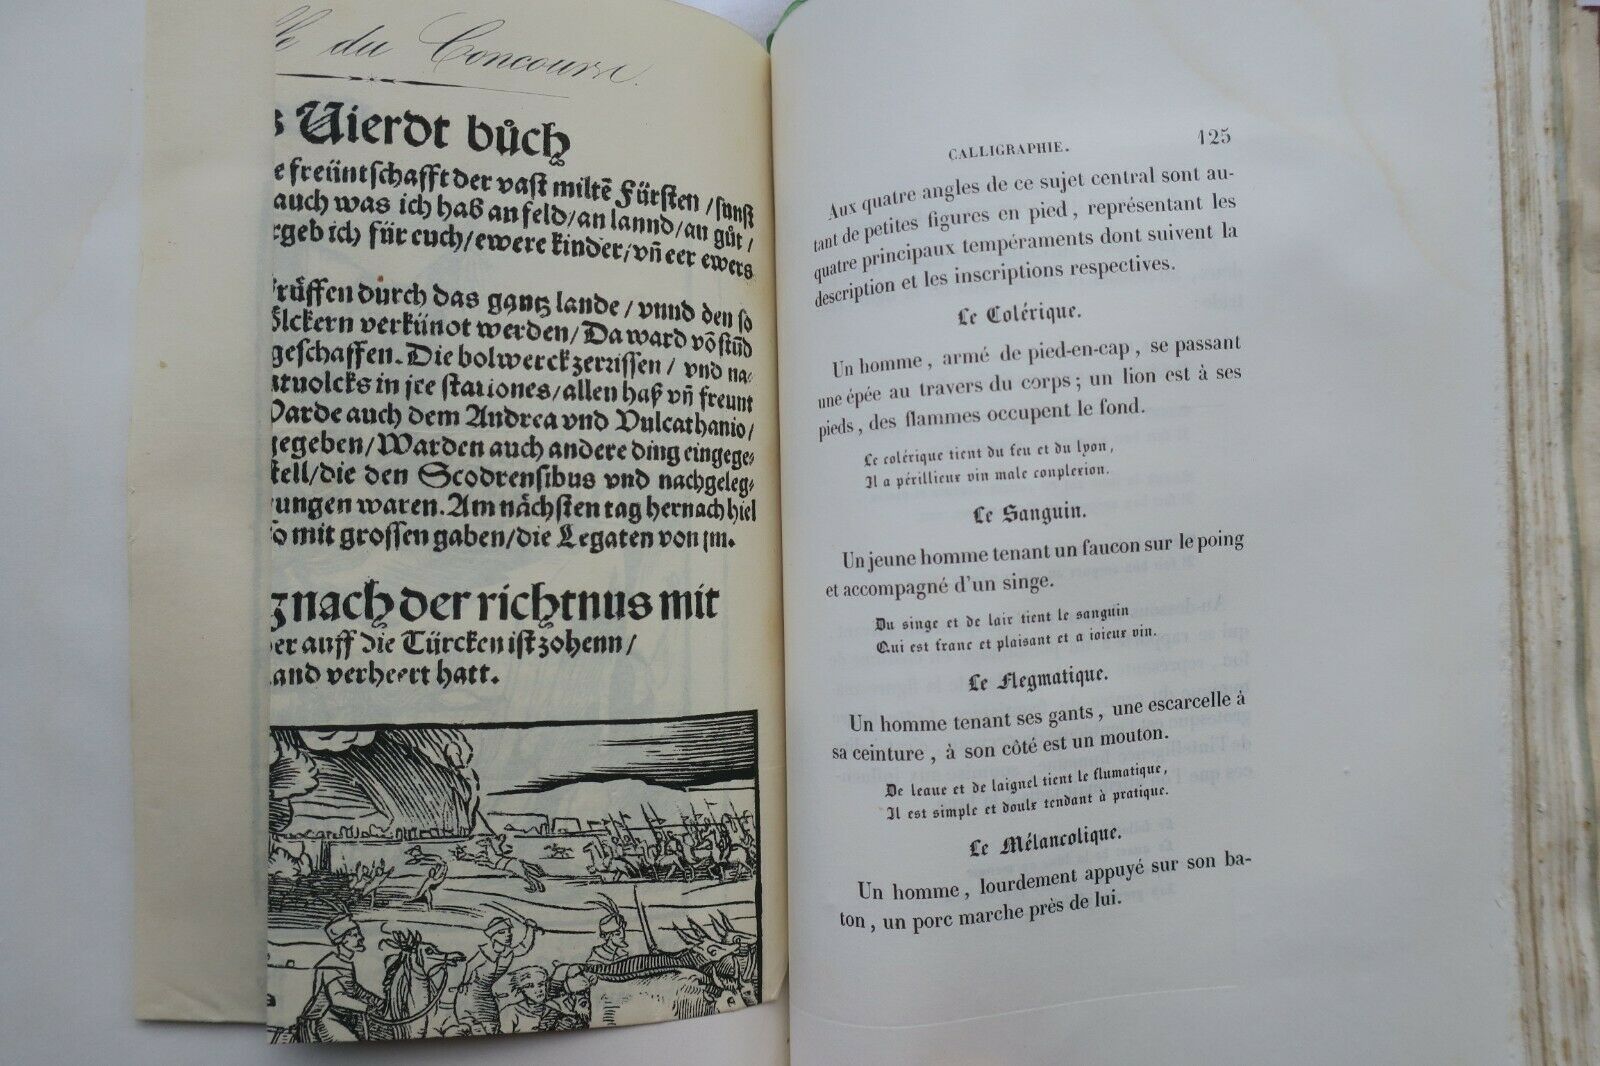 du Concours.
Vierdt bůch
e freüntschafft der vast miltē Fürsten / sunst
auch was ich haß an feld/an lannd/an gůt /
rgeb ich für euch/ewere kinder/vñ eer ewers
rüffen durch das gantz lande / vnnd den so
ölckern verkünot werden/Da ward vō stūd
geschaffen. Die bolwerck zerrissen / vnd na-
atuolcks in jre stationes/allen haß vñ freunt
Warde auch dem Andrea vnd Vulcathanio/
gegeben/Warden auch andere ding eingege-
stell/die den Scodrensibus vnd nachgeleg-
ungen waren. Am nächsten tag hernach hiel
ō mit grossen gaben/die Legaten von jm.
gnach der richtnus mit
er auff die Türcken ist zohenn/
and verheert hatt.
CALLIGRAPHIE. 125
Aux quatre angles de ce sujet central sont au-
tant de petites figures en pied, représentant les
quatre principaux tempéraments dont suivent la
description et les inscriptions respectives.
Le Colérique.
Un homme, armé de pied-en-cap, se passant
une épée au travers du corps; un lion est à ses
pieds, des flammes occupent le fond.
Le colérique tient du feu et du lyon,
Il a périllieux vin male conplexion.
Le Sanguin.
Un jeune homme tenant un faucon sur le poing
et accompagné d'un singe.
Du singe et de lair tient le sanguin
Qui est franc et plaisant et a ioieux vin.
Le Flegmatique.
Un homme tenant ses gants, une escarcelle à
sa ceinture, à son côté est un mouton.
De leaue et de laignel tient le flumatique,
Il est simple et doulx tendant à pratique.
Le Mélancolique.
Un homme, lourdement appuyé sur son ba-
ton, un porc marche près de lui.